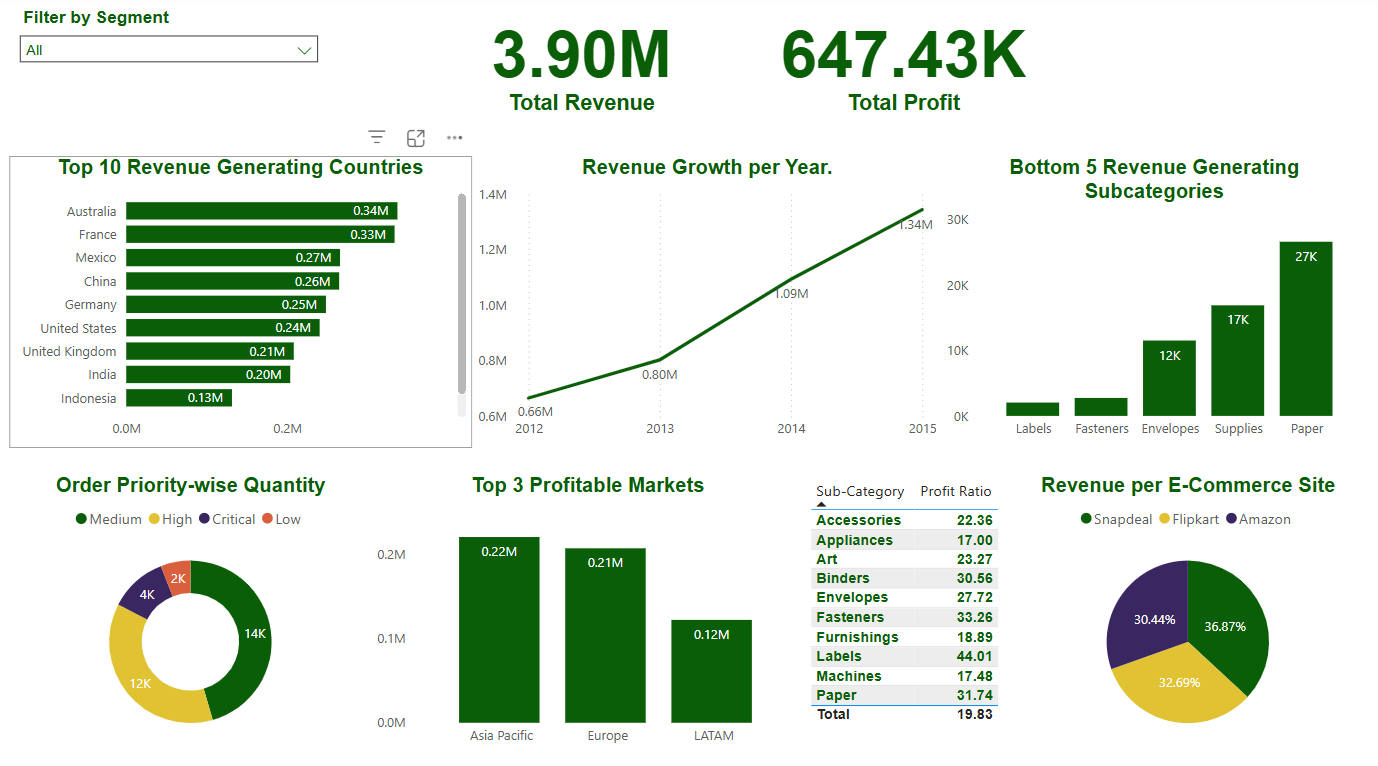 Filter by Segment
All
3.90M
Total Revenue
647.43K
Total Profit
Top 10 Revenue Generating Countries
Australia 0.34M
France 0.33M
Mexico 0.27M
China 0.26M
Germany 0.25M
United States 0.24M
United Kingdom 0.21M
India 0.20M
Indonesia 0.13M
0.0M 0.2M
Revenue Growth per Year.
1.4M
1.2M
1.0M
0.8M
0.6M
0.66M
0.80M
1.09M
1.34M
2012 2013 2014 2015
Bottom 5 Revenue Generating
Subcategories
30K
20K
10K
0K
12K
17K
27K
Labels Fasteners Envelopes Supplies Paper
Order Priority-wise Quantity
Medium High Critical Low
14K
12K
4K
2K
Top 3 Profitable Markets
0.2M
0.1M
0.0M
0.22M
0.21M
0.12M
Asia Pacific Europe LATAM
Sub-Category Profit Ratio
Accessories 22.36
Appliances 17.00
Art 23.27
Binders 30.56
Envelopes 27.72
Fasteners 33.26
Furnishings 18.89
Labels 44.01
Machines 17.48
Paper 31.74
Total 19.83
Revenue per E-Commerce Site
Snapdeal Flipkart Amazon
36.87%
32.69%
30.44%